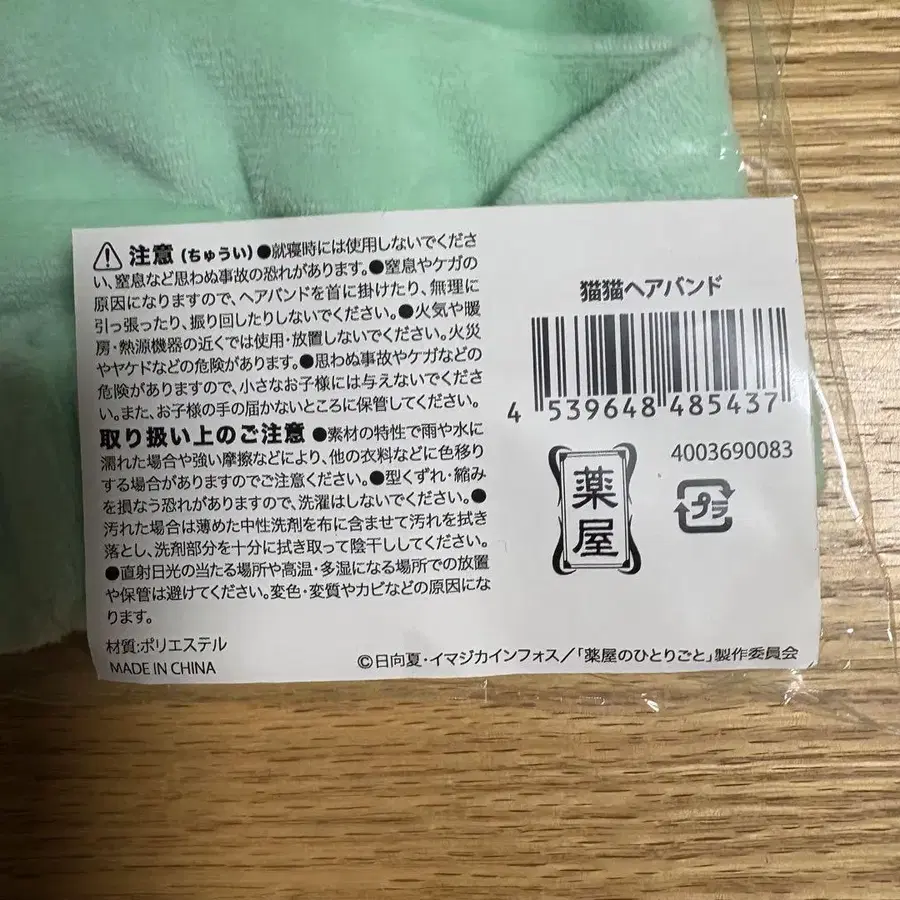 注意 (ちゅうい) ●就寝時には使用しないでくださ
い、窒息など思わぬ事故の恐れがあります。●窒息やケガの
原因になりますので、ヘアバンドを首に掛けたり、無理に
引っ張ったり、振り回したりしないでください。●火気や暖
房・熱源機器の近くでは使用・放置しないでください。火災
やヤケドなどの危険があります。●思わぬ事故やケガなどの
危険がありますので、小さなお子様には与えないでくださ
い。また、お子様の手の届かないところに保管してください。
取り扱い上のご注意 ●素材の特性で雨や水に
濡れた場合や強い摩擦などにより、他の衣料などに色移り
する場合がありますのでご注意ください。●型くずれ・縮み
を損なう恐れがありますので、洗濯はしないでください。●
汚れた場合は薄めた中性洗剤を布に含ませて汚れを拭き
落とし、洗剤部分を十分に拭き取って陰干ししてください。
●直射日光の当たる場所や高温・多湿になる場所での放置
や保管は避けてください。変色・変質やカビなどの原因にな
ります。
材質:ポリエステル
MADE IN CHINA
猫猫ヘアバンド
4 539648 485437
4003690083
薬屋
プラ
©日向夏・イマジカインフォス/「薬屋のひとりごと」製作委員会